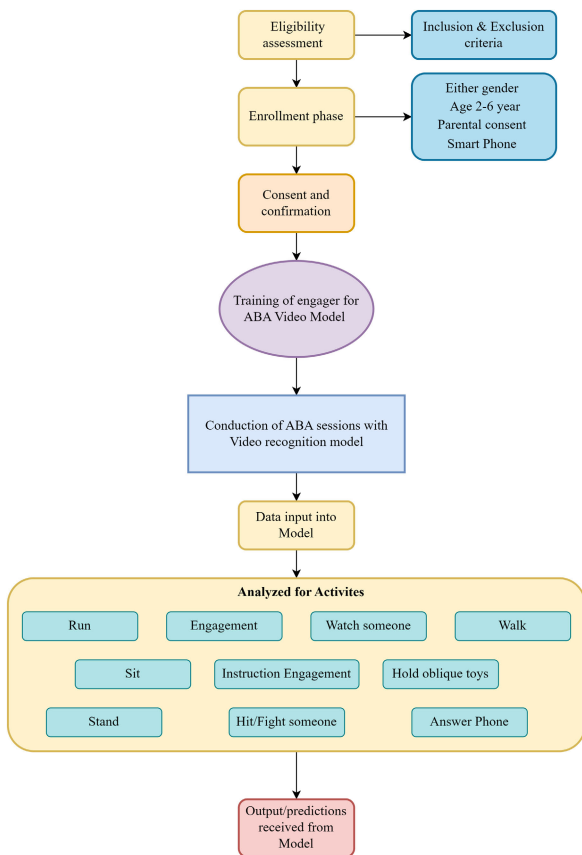 Eligibility
assessment
Inclusion & Exclusion
criteria
Enrollment phase
Either gender
Age 2-6 year
Parental consent
Smart Phone
Consent and
confirmation
Training of engager for
ABA Video Model
Conduction of ABA sessions with
Video recognition model
Data input into
Model
Analyzed for Activites
Run
Engagement
Watch someone
Walk
Sit
Instruction Engagement
Hold oblique toys
Stand
Hit/Fight someone
Answer Phone
Output/predictions
received from
Model